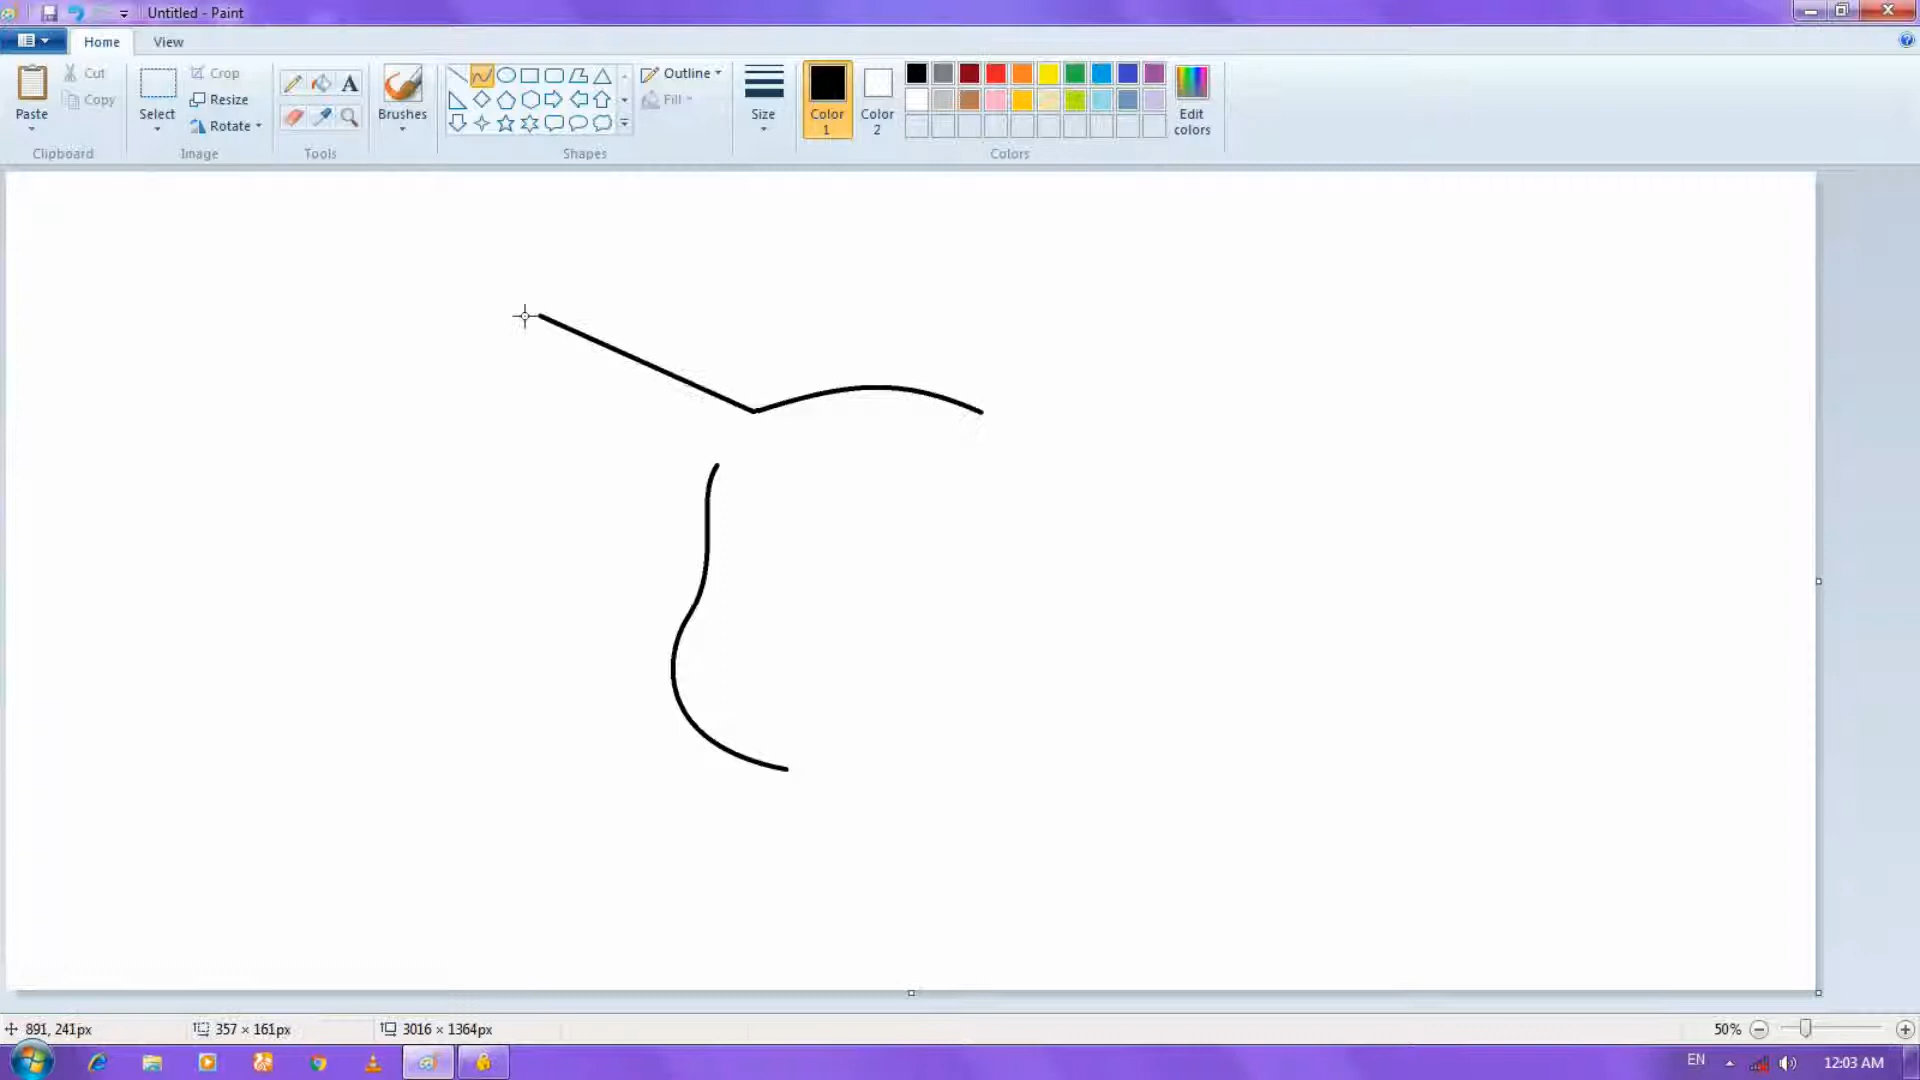 Untitled - Paint
Home View
Paste
Cut
Copy
Clipboard
Select
Crop
Resize
Rotate
Image
A
Tools
Brushes
Outline
Fill
Shapes
Size
Color 1
Color 2
Edit colors
Colors
891, 241px
357 × 161px
3016 × 1364px
50%
EN
12:03 AM